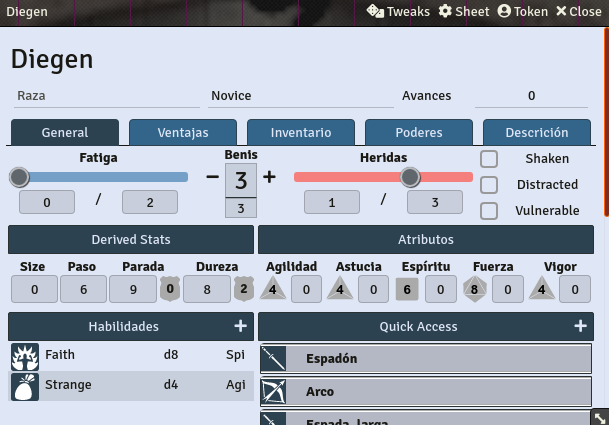 Diegen Tweaks Sheet Token Close
Diegen
Raza Novice Avances 0
General Ventajas Inventario Poderes Descrición
Fatiga Benis Heridas Shaken
3 Distracted
0 / 2 3 1 / 3 Vulnerable
Derived Stats Atributos
Size Paso Parada Dureza Agilidad Astucia Espíritu Fuerza Vigor
0 6 9 0 8 2 4 0 4 0 6 0 8 0 4 0
Habilidades + Quick Access +
Faith d8 Spi Espadón
Strange d4 Agi Arco
Espada larga